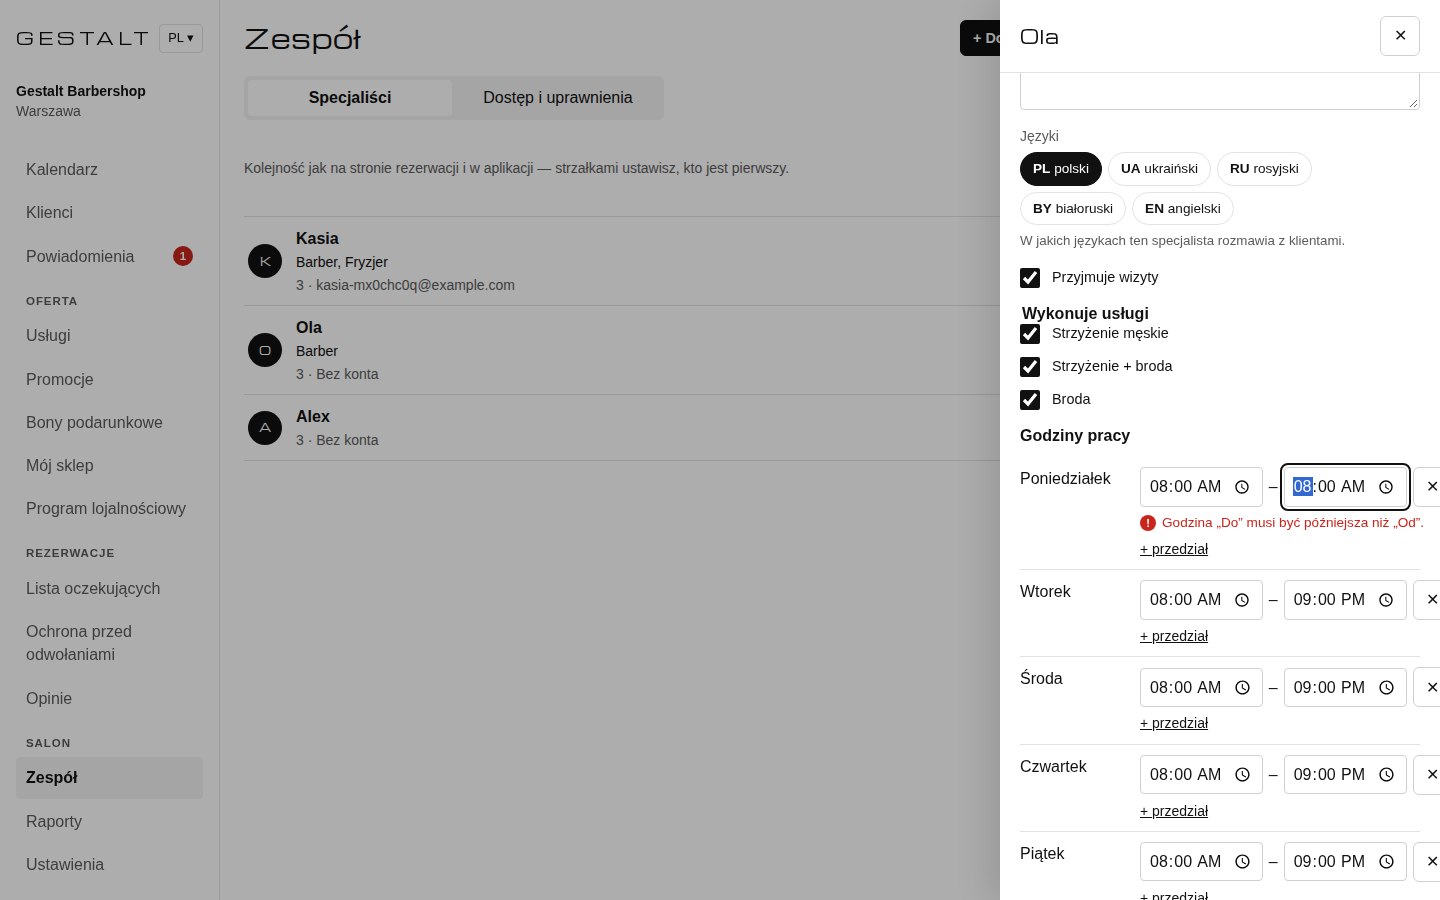 GESTALT
PL ▾
Gestalt Barbershop
Warszawa
Kalendarz
Klienci
Powiadomienia 1
OFERTA
Usługi
Promocje
Bony podarunkowe
Mój sklep
Program lojalnościowy
REZERWACJE
Lista oczekujących
Ochrona przed
odwołaniami
Opinie
SALON
Zespół
Raporty
Ustawienia
Zespół
+ Do
Specjaliści
Dostęp i uprawnienia
Kolejność jak na stronie rezerwacji i w aplikacji — strzałkami ustawisz, kto jest pierwszy.
K
Kasia
Barber, Fryzjer
3 · kasia-mx0chc0q@example.com
O
Ola
Barber
3 · Bez konta
A
Alex
3 · Bez konta
Ola
✕
Języki
PL polski
UA ukraiński
RU rosyjski
BY białoruski
EN angielski
W jakich językach ten specjalista rozmawia z klientami.
Przyjmuje wizyty
Wykonuje usługi
Strzyżenie męskie
Strzyżenie + broda
Broda
Godziny pracy
Poniedziałek 08:00 AM – 08:00 AM ✕
! Godzina „Do” musi być późniejsza niż „Od”.
+ przedział
Wtorek 08:00 AM – 09:00 PM ✕
+ przedział
Środa 08:00 AM – 09:00 PM ✕
+ przedział
Czwartek 08:00 AM – 09:00 PM ✕
+ przedział
Piątek 08:00 AM – 09:00 PM ✕
+ przedział